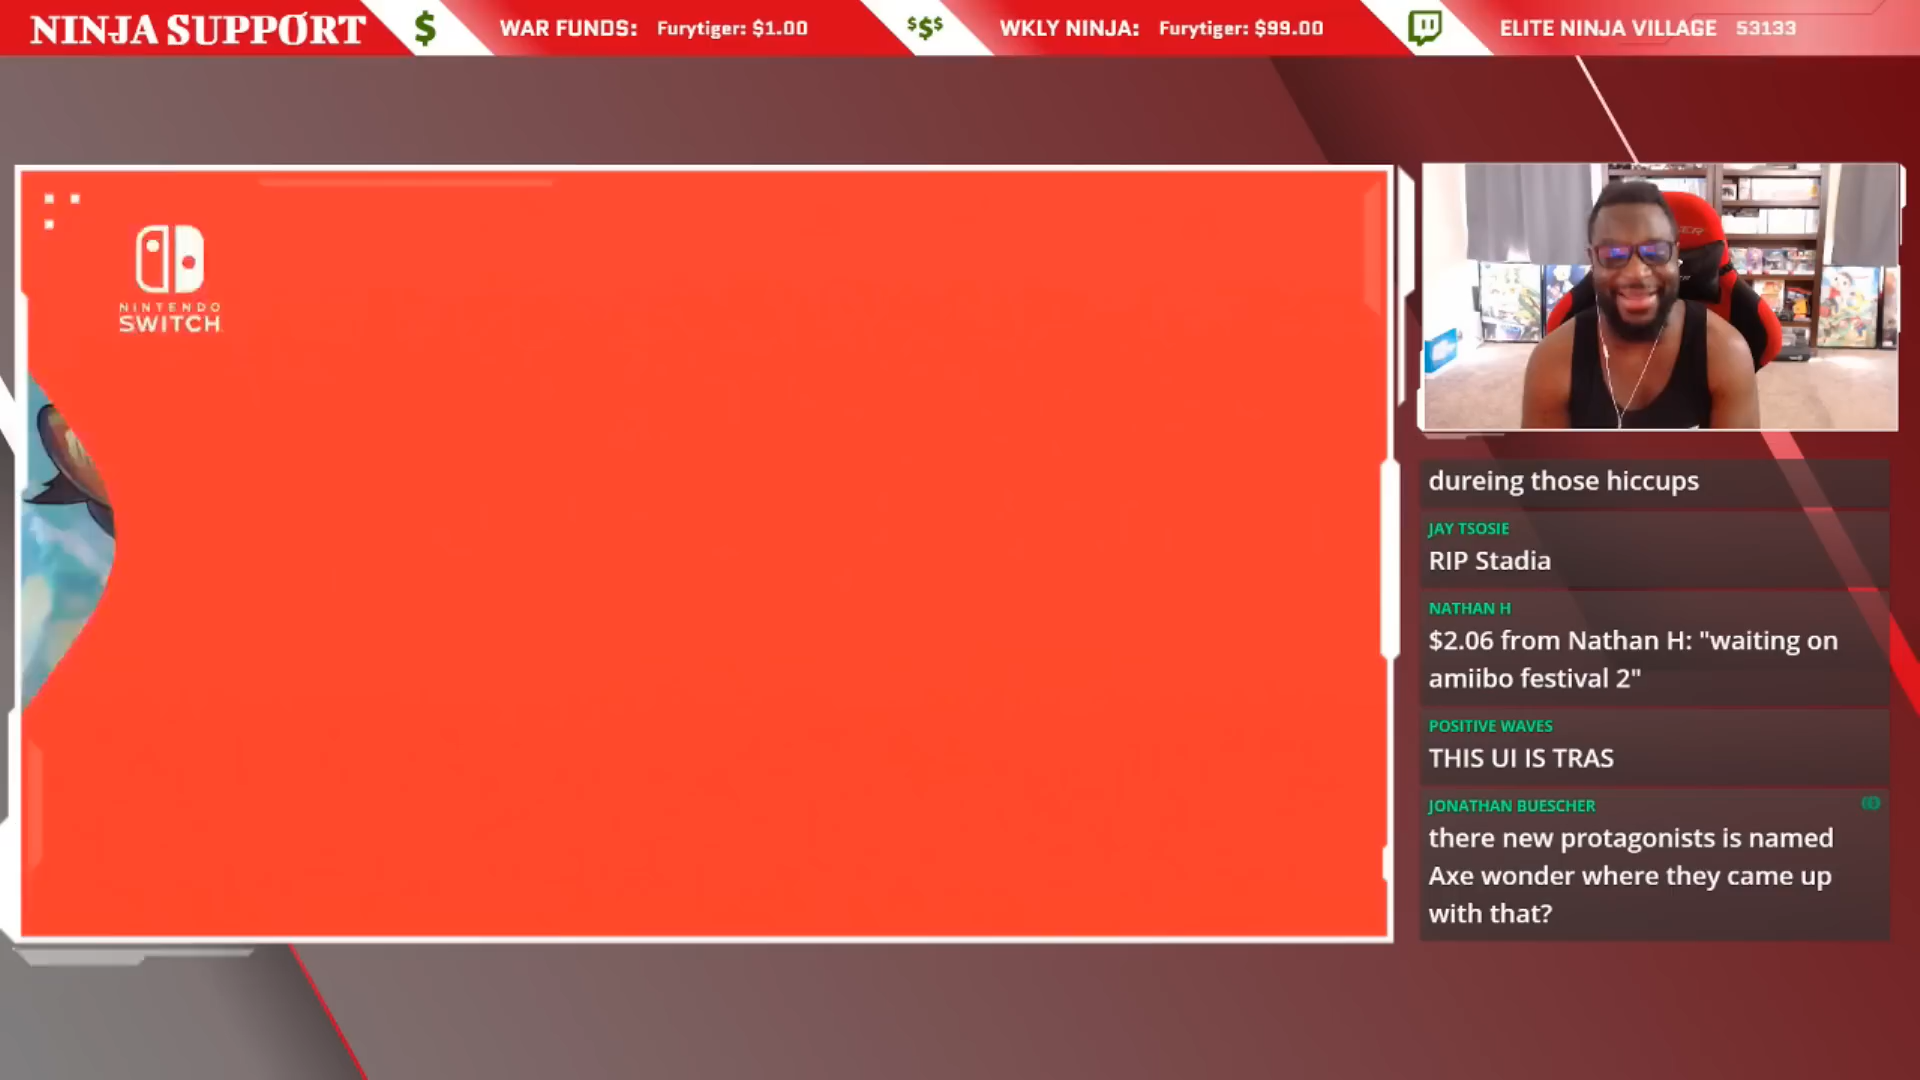 NINJA SUPPORT
$
WAR FUNDS: Furytiger: $1.00
$$$
WKLY NINJA: Furytiger: $99.00
ELITE NINJA VILLAGE 53133
NINTENDO
SWITCH
dureing those hiccups
JAY TSOSIE
RIP Stadia
NATHAN H
$2.06 from Nathan H: "waiting on
amiibo festival 2"
POSITIVE WAVES
THIS UI IS TRAS
JONATHAN BUESCHER
there new protagonists is named
Axe wonder where they came up
with that?